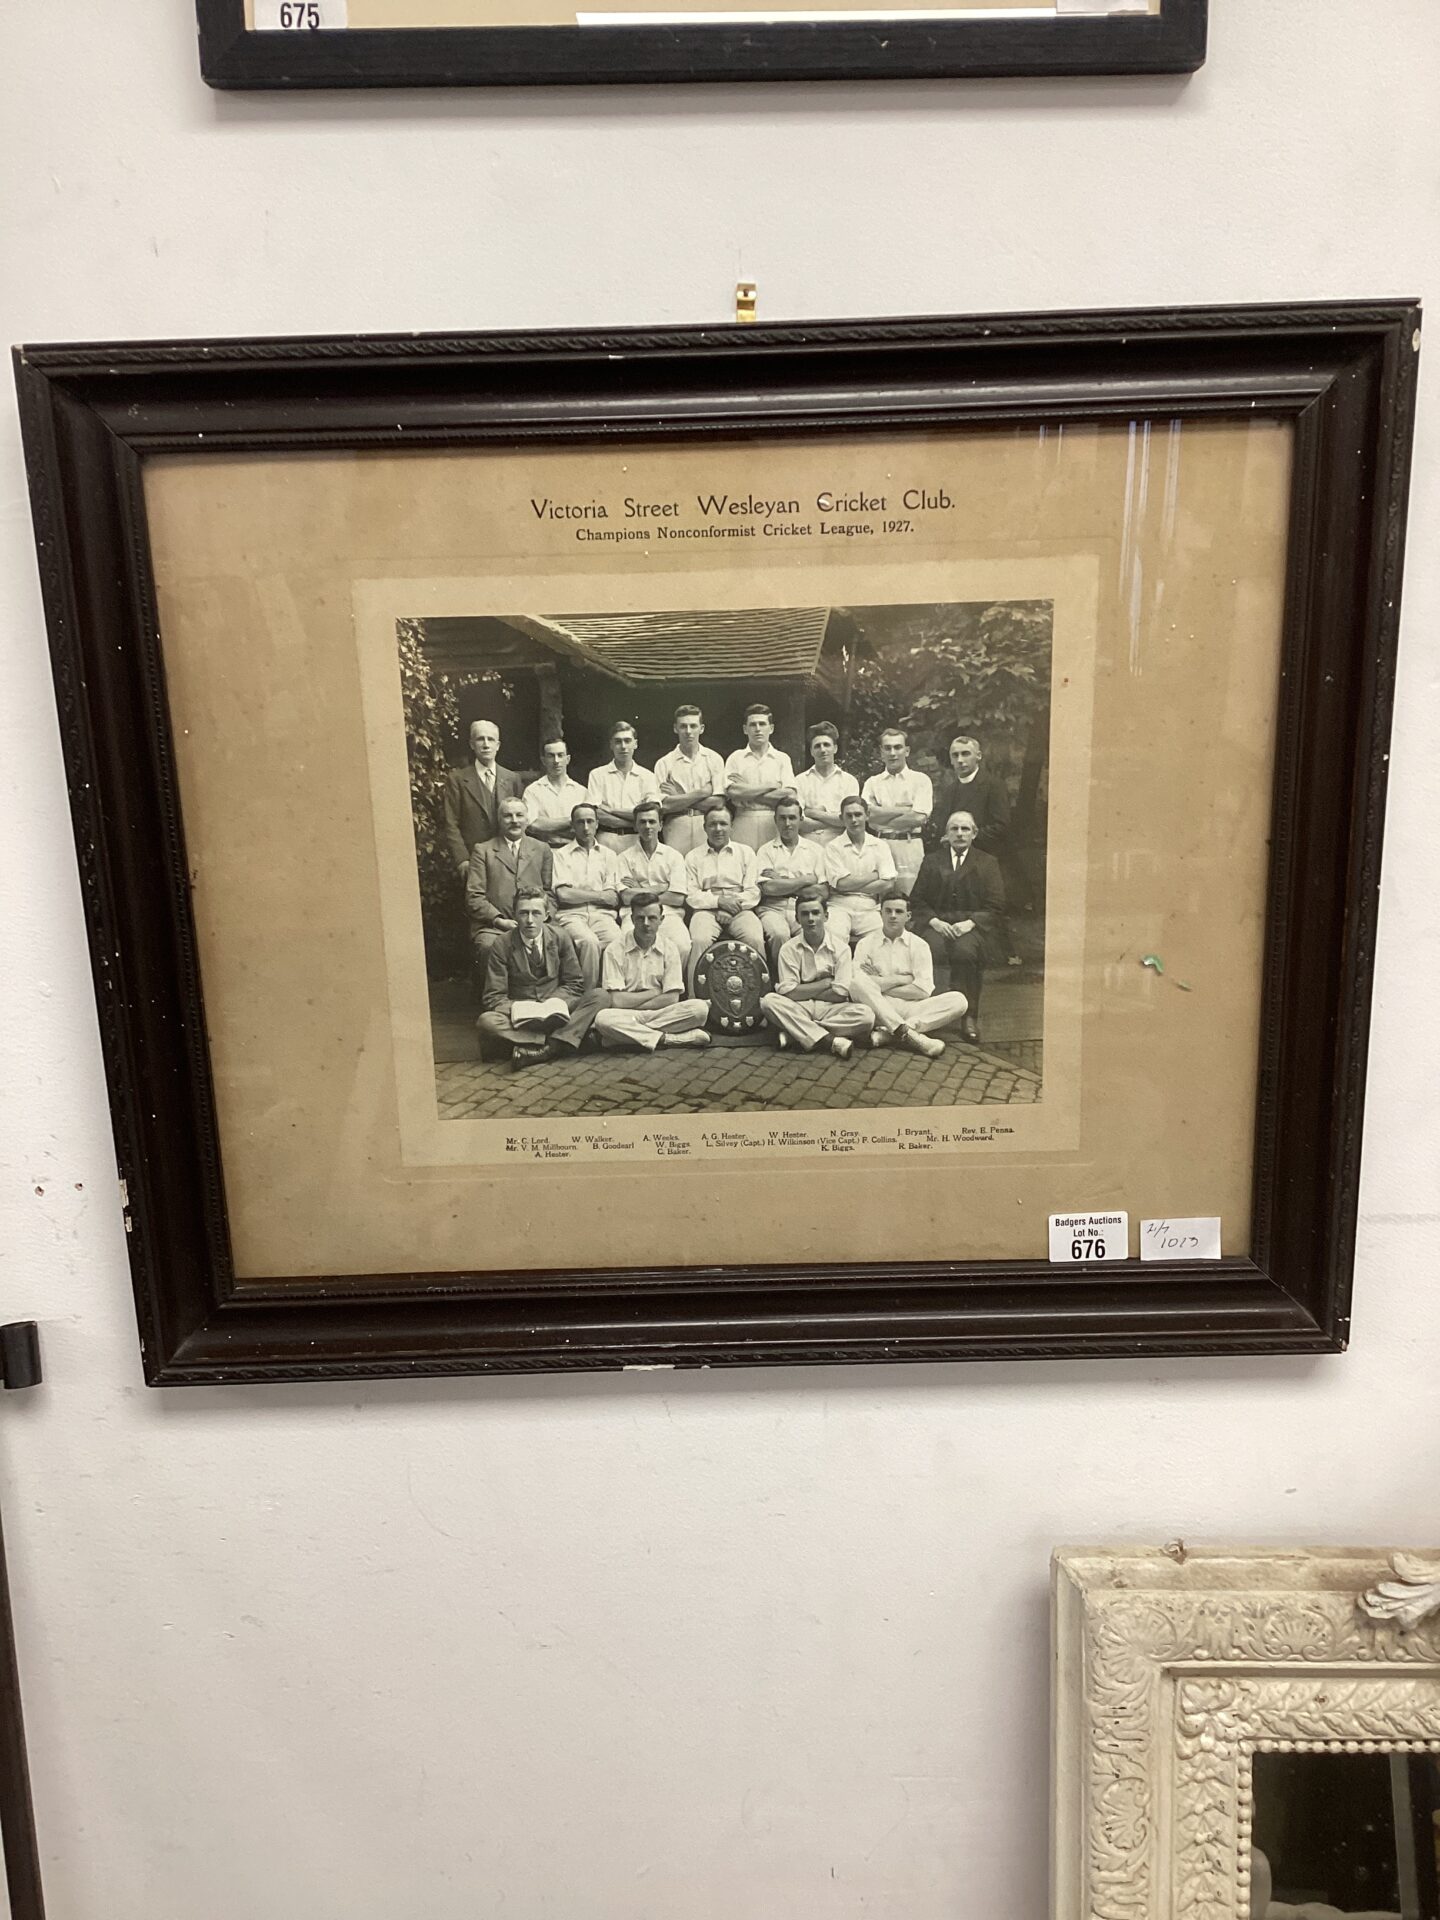 675
Victoria Street Wesleyan Cricket Club.
Champions Nonconformist Cricket League, 1927.
Mr. C. Lord. W. Walker. A. Weeks. A. G. Hester. W. Hester. N. Gray. J. Bryant. Rev. E. Penna.
Mr. V. M. Millbourn. B. Goodearl W. Biggs. L. Silvey (Capt.) H. Wilkinson (Vice Capt.) F. Collins. Mr. H. Woodward.
A. Hester. C. Baker. K. Biggs. R. Baker.
Badgers Auctions
Lot No.:
676
1013